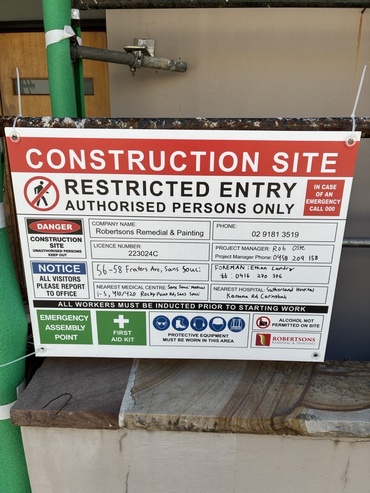 CONSTRUCTION SITE
RESTRICTED ENTRY
AUTHORISED PERSONS ONLY
IN CASE
OF AN
EMERGENCY
CALL 000
DANGER
CONSTRUCTION
SITE
UNAUTHORISED PERSONS
KEEP OUT
COMPANY NAME:
Robertsons Remedial & Painting
PHONE:
02 9181 3519
LICENCE NUMBER:
223024C
PROJECT MANAGER: Rob
Project Manager Phone: 0458 209 158
NOTICE
ALL VISITORS
PLEASE REPORT
TO OFFICE
56-58 Fraters Ave, Sans Souci
FOREMAN: Ethan
#: 0416 270 386
NEAREST MEDICAL CENTRE: Sans Souci Medical
1-3, 410/420 Rocky Point Rd, Sans Souci
NEAREST HOSPITAL: Sutherland Hospital
Rd, Caringbah
ALL WORKERS MUST BE INDUCTED PRIOR TO STARTING WORK
EMERGENCY
ASSEMBLY
POINT
FIRST
AID KIT
PROTECTIVE EQUIPMENT
MUST BE WORN IN THIS AREA
ALCOHOL NOT
PERMITTED ON SITE
ROBERTSONS